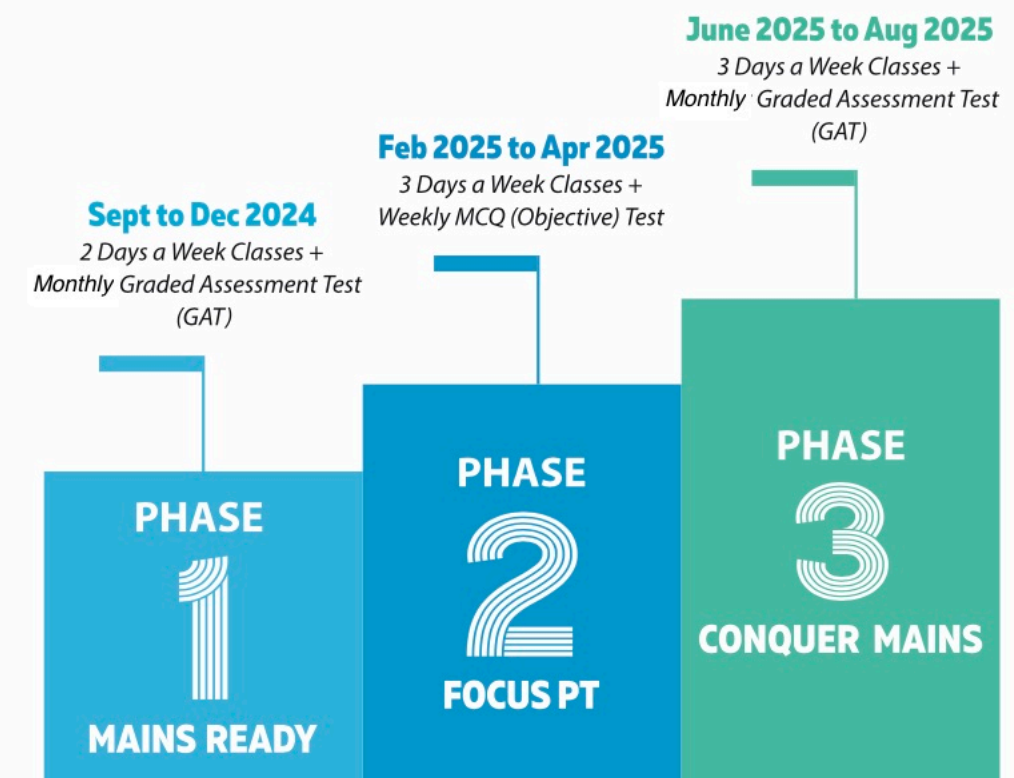 Sept to Dec 2024
2 Days a Week Classes +
Monthly Graded Assessment Test
(GAT)
PHASE
1
MAINS READY
Feb 2025 to Apr 2025
3 Days a Week Classes +
Weekly MCQ (Objective) Test
PHASE
2
FOCUS PT
June 2025 to Aug 2025
3 Days a Week Classes +
Monthly Graded Assessment Test
(GAT)
PHASE
3
CONQUER MAINS